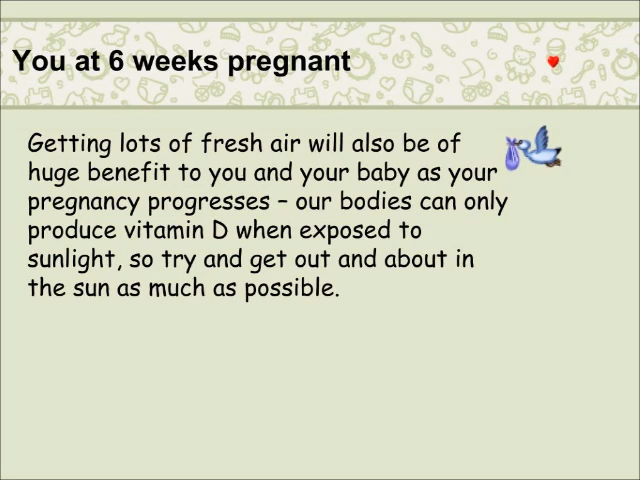 You at 6 weeks pregnant
Getting lots of fresh air will also be of
huge benefit to you and your baby as your
pregnancy progresses – our bodies can only
produce vitamin D when exposed to
sunlight, so try and get out and about in
the sun as much as possible.